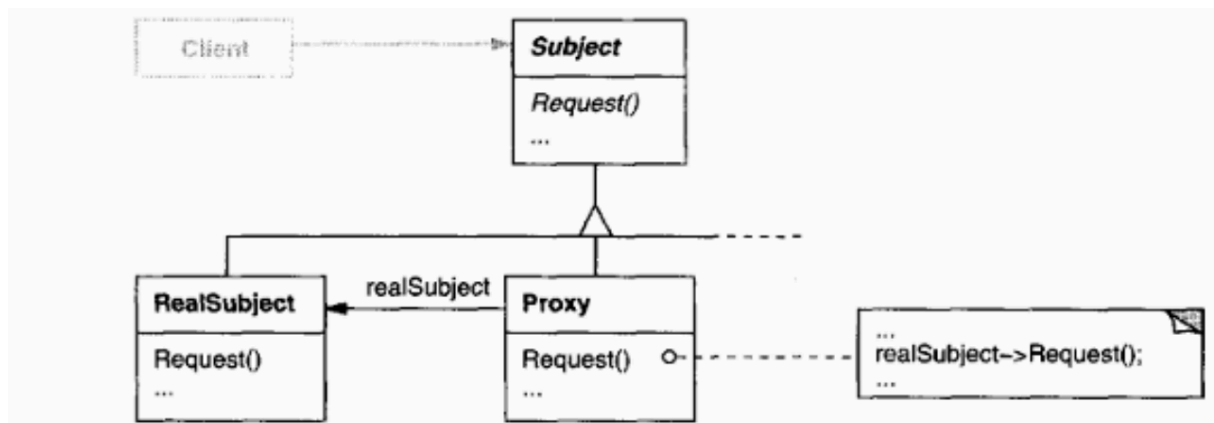 Client
Subject
Request()
...
RealSubject
Request()
...
realSubject
Proxy
Request()
...
...
realSubject->Request();
...